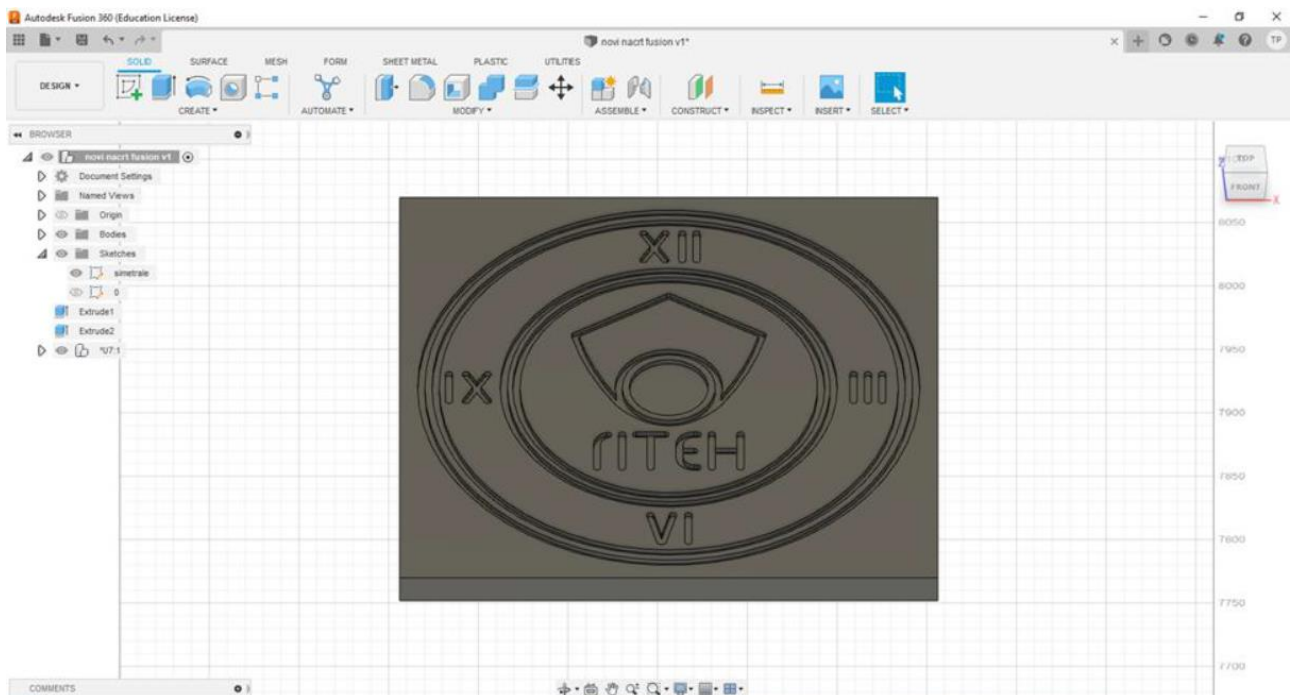 Autodesk Fusion 360 (Education License)
novi nacrt fusion v1*
TP
DESIGN
SOLID SURFACE MESH FORM SHEET METAL PLASTIC UTILITIES
CREATE AUTOMATE MODIFY ASSEMBLE CONSTRUCT INSPECT INSERT SELECT
BROWSER
novi nacrt fusion v1
Document Settings
Named Views
Origin
Bodies
Sketches
simetrale
0
Extrude1
Extrude2
TOP
FRONT
Z
X
XII
IX
III
RITEH
VI
8050
8000
7950
7900
7850
7800
7750
7700
COMMENTS